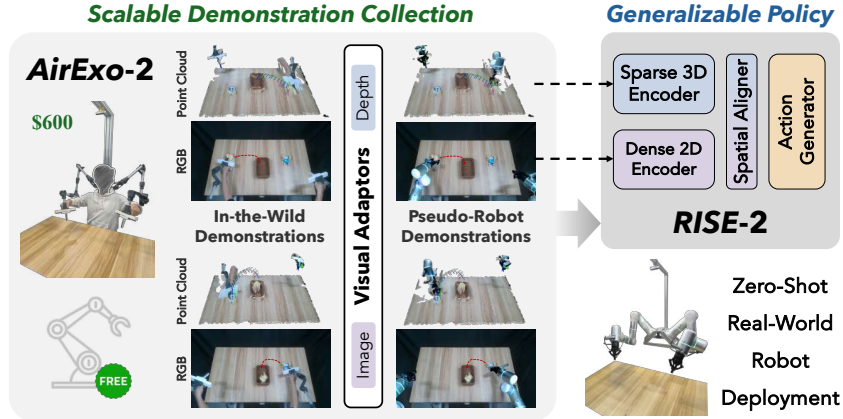 Scalable Demonstration Collection
Generalizable Policy
AirExo-2
$600
FREE
Point Cloud
RGB
In-the-Wild
Demonstrations
Point Cloud
RGB
Depth
Visual Adaptors
Image
Pseudo-Robot
Demonstrations
Sparse 3D
Encoder
Dense 2D
Encoder
Spatial Aligner
Action
Generator
RISE-2
Zero-Shot
Real-World
Robot
Deployment